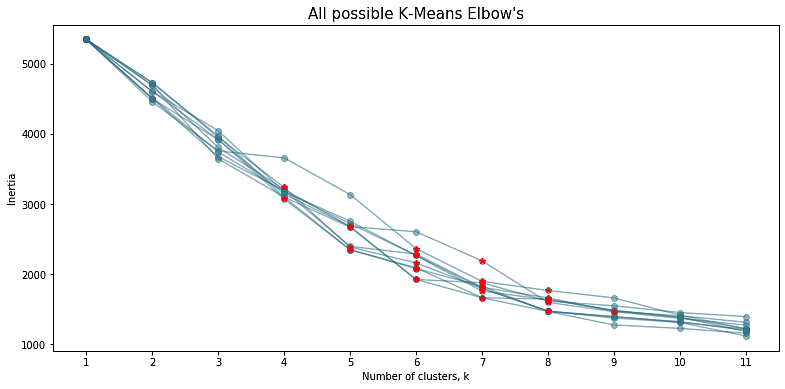 All possible K-Means Elbow's
5000
4000
3000
2000
1000
Inertia
1 2 3 4 5 6 7 8 9 10 11
Number of clusters, k